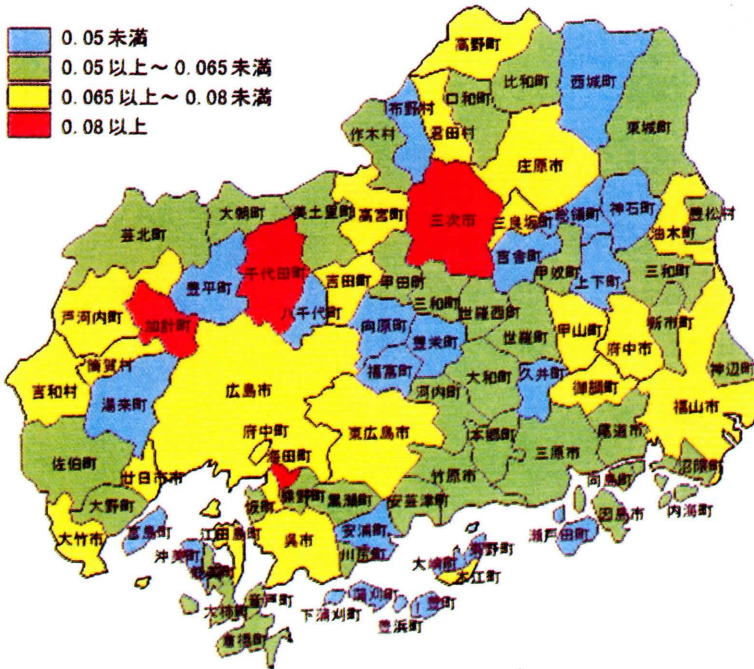 0.05未満
0.05以上～0.065未満
0.065以上～0.08未満
0.08以上
高野町
比和町
西城町
口和町
布野村
君田村
作木村
東城町
庄原市
大朝町
美土里町
高宮町
三次市
三良坂町
総領町
神石町
豊松村
油木町
芸北町
千代田町
吉舎町
豊平町
吉田町
甲田町
甲奴町
上下町
三和町
戸河内町
加計町
八千代町
三和町
世羅西町
向原町
豊栄町
世羅町
甲山町
新市町
府中市
筒賀村
吉和村
湯来町
広島市
福富町
大和町
久井町
御調町
神辺町
河内町
福山市
府中町
東広島市
本郷町
尾道市
三原市
佐伯町
海田町
沼隈町
廿日市市
竹原市
向島町
熊野町
黒瀬町
安芸津町
大野町
坂町
因島市
内海町
大竹市
宮島町
江田島町
呉市
安浦町
瀬戸田町
沖美町
川尻町
大崎町
東野町
木江町
能美町
大柿町
音戸町
下蒲刈町
蒲刈町
豊町
豊浜町
倉橋町